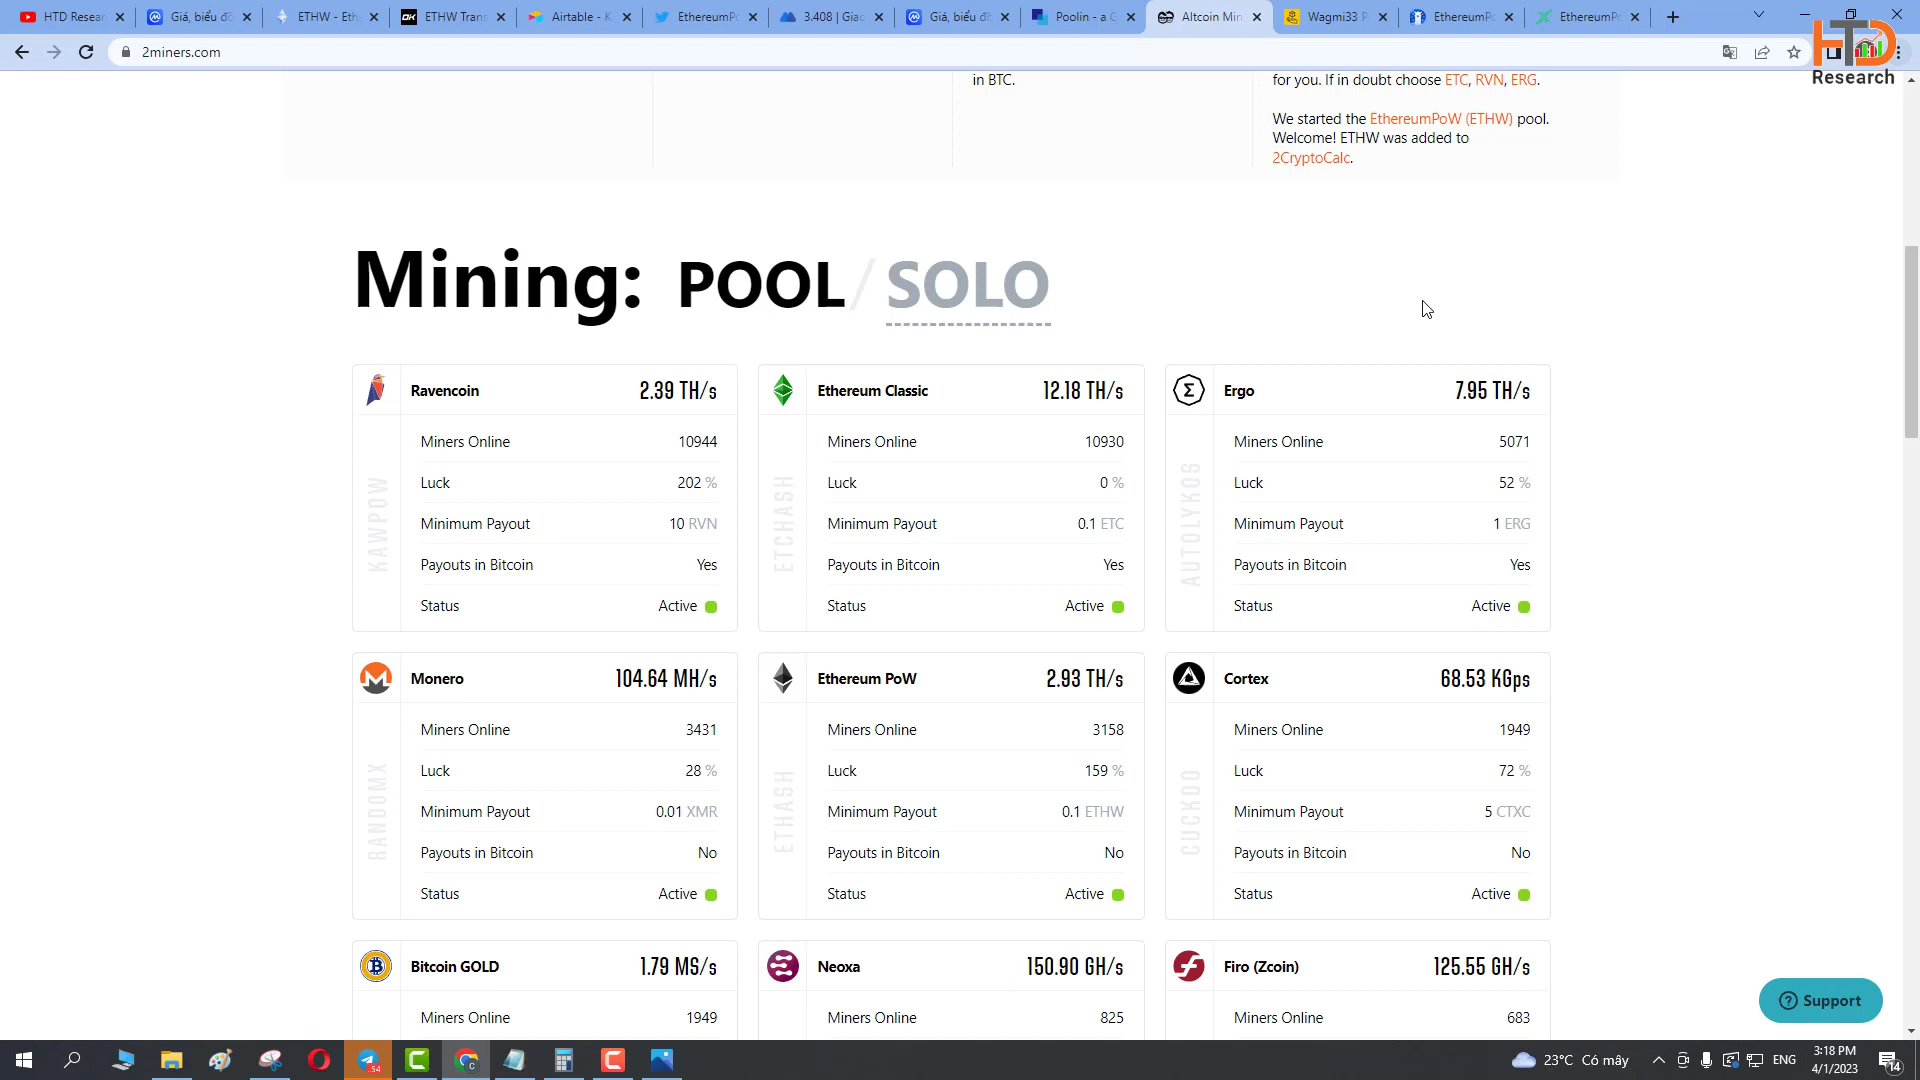 HTD Resear
Giá, biểu đồ
ETHW - Eth
ETHW Trans
Airtable - K
EthereumPo
3.408 | Giao
Giá, biểu đồ
Poolin - a G
Altcoin Min
Wagmi33 P
EthereumPo
EthereumPo
2miners.com
HTD
Research
in BTC.
for you. If in doubt choose ETC, RVN, ERG.
We started the EthereumPoW (ETHW) pool.
Welcome! ETHW was added to
2CryptoCalc.
Mining: POOL / SOLO
Ravencoin 2.39 TH/s
KAWPOW
Miners Online 10944
Luck 202 %
Minimum Payout 10 RVN
Payouts in Bitcoin Yes
Status Active
Ethereum Classic 12.18 TH/s
ETCHASH
Miners Online 10930
Luck 0 %
Minimum Payout 0.1 ETC
Payouts in Bitcoin Yes
Status Active
Ergo 7.95 TH/s
AUTOLYKOS
Miners Online 5071
Luck 52 %
Minimum Payout 1 ERG
Payouts in Bitcoin Yes
Status Active
Monero 104.64 MH/s
RANDOMX
Miners Online 3431
Luck 28 %
Minimum Payout 0.01 XMR
Payouts in Bitcoin No
Status Active
Ethereum PoW 2.93 TH/s
ETHASH
Miners Online 3158
Luck 159 %
Minimum Payout 0.1 ETHW
Payouts in Bitcoin No
Status Active
Cortex 68.53 KGps
CUCKOO
Miners Online 1949
Luck 72 %
Minimum Payout 5 CTXC
Payouts in Bitcoin No
Status Active
Bitcoin GOLD 1.79 MS/s
Miners Online 1949
Neoxa 150.90 GH/s
Miners Online 825
Firo (Zcoin) 125.55 GH/s
Miners Online 683
Support
54
23°C Có mây
ENG
3:18 PM
4/1/2023
14